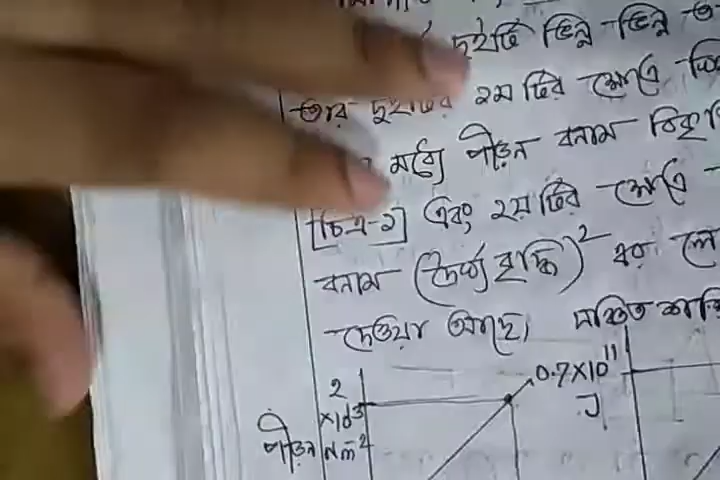 দুইটি ভিন্ন ভিন্ন
তার দুইটির ১ম টির ক্ষেত্রে
মধ্যে পীড়ন বনাম
[চিত্র-১] এবং ২য় টির ক্ষেত্রে
বনাম (দৈর্ঘ্য বৃদ্ধি)² এর
দেওয়া আছে। সঞ্চিত
2
×10³
পীড়ন Nm⁻²
0.7×10¹¹
J